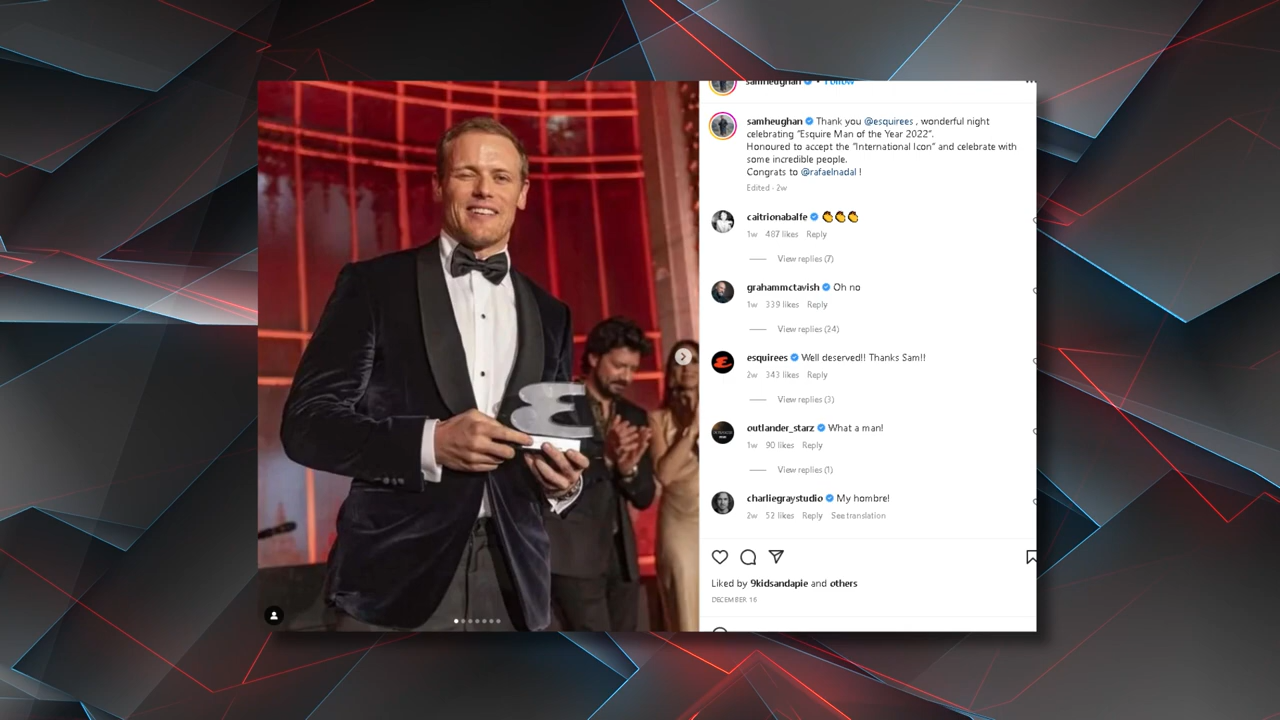 samheughan • Follow
samheughan Thank you @esquirees , wonderful night
celebrating "Esquire Man of the Year 2022".
Honoured to accept the "International Icon" and celebrate with
some incredible people.
Congrats to @rafaelnadal !
Edited · 2w
caitrionabalfe 👏👏👏
1w 487 likes Reply
View replies (7)
grahammctavish Oh no
1w 339 likes Reply
View replies (24)
esquirees Well deserved!! Thanks Sam!!
2w 343 likes Reply
View replies (3)
outlander_starz What a man!
1w 90 likes Reply
View replies (1)
charliegraystudio My hombre!
2w 52 likes Reply See translation
Liked by 9kidsandapie and others
DECEMBER 16